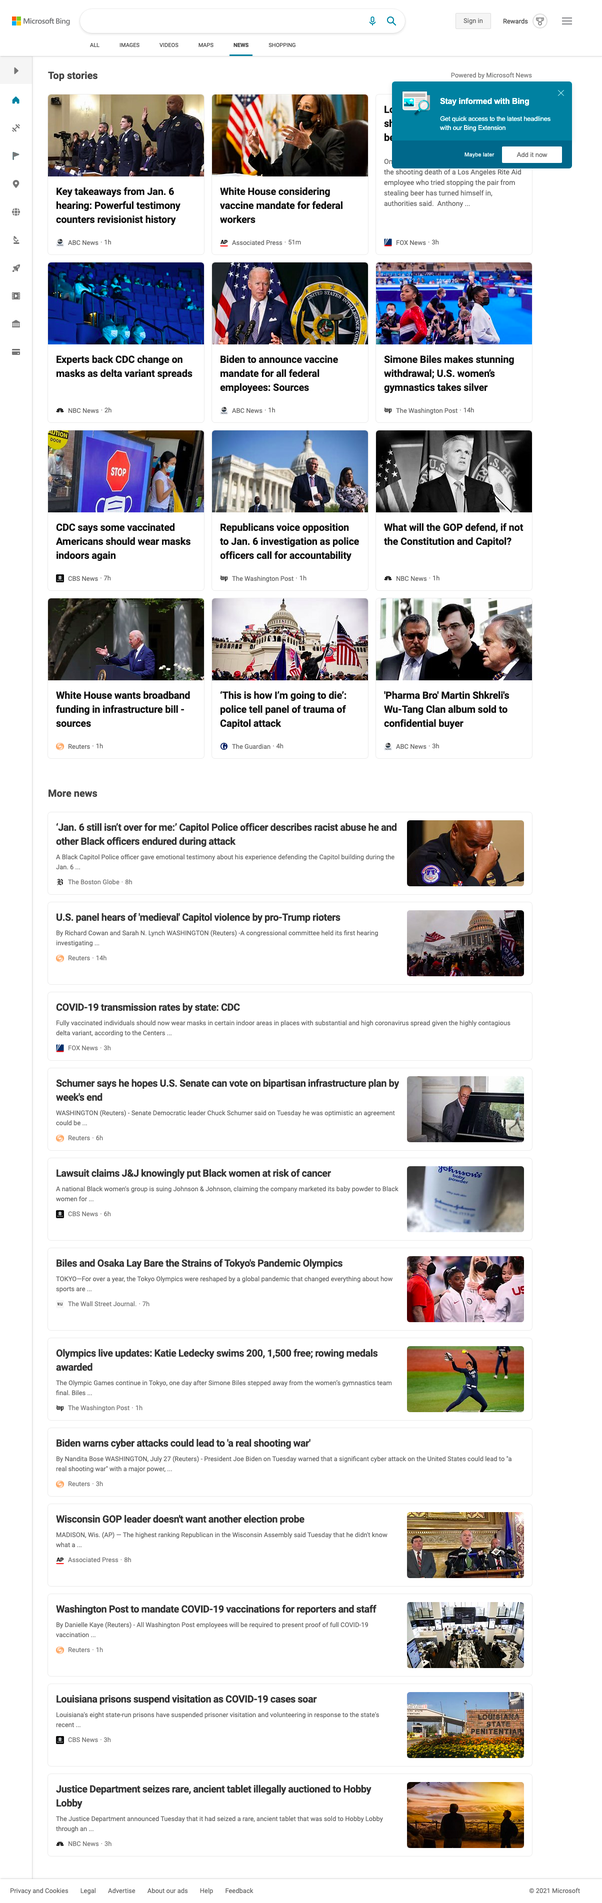 Microsoft Bing
Sign in
Rewards
ALL IMAGES VIDEOS MAPS NEWS SHOPPING
Top stories
Powered by Microsoft News
Stay informed with Bing
Get quick access to the latest headlines
with our Bing Extension
Maybe later
Add it now
Key takeaways from Jan. 6
hearing: Powerful testimony
counters revisionist history
ABC News · 1h
White House considering
vaccine mandate for federal
workers
AP Associated Press · 51m
the shooting death of a Los Angeles Rite Aid
employee who tried stopping the pair from
stealing beer has turned himself in,
authorities said. Anthony ...
FOX News · 3h
Experts back CDC change on
masks as delta variant spreads
NBC News · 2h
Biden to announce vaccine
mandate for all federal
employees: Sources
ABC News · 1h
Simone Biles makes stunning
withdrawal; U.S. women's
gymnastics takes silver
wp The Washington Post · 14h
STOP
CDC says some vaccinated
Americans should wear masks
indoors again
CBS News · 7h
Republicans voice opposition
to Jan. 6 investigation as police
officers call for accountability
wp The Washington Post · 1h
What will the GOP defend, if not
the Constitution and Capitol?
NBC News · 1h
White House wants broadband
funding in infrastructure bill -
sources
Reuters · 1h
'This is how I'm going to die':
police tell panel of trauma of
Capitol attack
The Guardian · 4h
'Pharma Bro' Martin Shkreli's
Wu-Tang Clan album sold to
confidential buyer
ABC News · 3h
More news
'Jan. 6 still isn't over for me:' Capitol Police officer describes racist abuse he and
other Black officers endured during attack
A Black Capitol Police officer gave emotional testimony about his experience defending the Capitol building during the
Jan. 6 ...
B The Boston Globe · 8h
U.S. panel hears of 'medieval' Capitol violence by pro-Trump rioters
By Richard Cowan and Sarah N. Lynch WASHINGTON (Reuters) -A congressional committee held its first hearing
investigating ...
Reuters · 14h
COVID-19 transmission rates by state: CDC
Fully vaccinated individuals should now wear masks in certain indoor areas in places with substantial and high coronavirus spread given the highly contagious
delta variant, according to the Centers ...
FOX News · 3h
Schumer says he hopes U.S. Senate can vote on bipartisan infrastructure plan by
week's end
WASHINGTON (Reuters) - Senate Democratic leader Chuck Schumer said on Tuesday he was optimistic an agreement
could be ...
Reuters · 6h
Lawsuit claims J&J knowingly put Black women at risk of cancer
A national Black women's group is suing Johnson & Johnson, claiming the company marketed its baby powder to Black
women for ...
CBS News · 6h
Johnson's
baby
powder
Biles and Osaka Lay Bare the Strains of Tokyo's Pandemic Olympics
TOKYO—For over a year, the Tokyo Olympics were reshaped by a global pandemic that changed everything about how
sports are ...
WSJ The Wall Street Journal. · 7h
Olympics live updates: Katie Ledecky swims 200, 1,500 free; rowing medals
awarded
The Olympic Games continue in Tokyo, one day after Simone Biles stepped away from the women's gymnastics team
final. Biles ...
wp The Washington Post · 1h
Biden warns cyber attacks could lead to 'a real shooting war'
By Nandita Bose WASHINGTON, July 27 (Reuters) - President Joe Biden on Tuesday warned that a significant cyber attack on the United States could lead to "a
real shooting war" with a major power, ...
Reuters · 3h
Wisconsin GOP leader doesn't want another election probe
MADISON, Wis. (AP) — The highest ranking Republican in the Wisconsin Assembly said Tuesday that he didn't know
what a ...
AP Associated Press · 8h
Washington Post to mandate COVID-19 vaccinations for reporters and staff
By Danielle Kaye (Reuters) - All Washington Post employees will be required to present proof of full COVID-19
vaccination ...
Reuters · 1h
Louisiana prisons suspend visitation as COVID-19 cases soar
Louisiana's eight state-run prisons have suspended prisoner visitation and volunteering in response to the state's
recent ...
CBS News · 3h
LOUISIANA
STATE
PENITENTIAR
Justice Department seizes rare, ancient tablet illegally auctioned to Hobby
Lobby
The Justice Department announced Tuesday that it had seized a rare, ancient tablet that was sold to Hobby Lobby
through an ...
NBC News · 3h
Privacy and Cookies Legal Advertise About our ads Help Feedback
© 2021 Microsoft